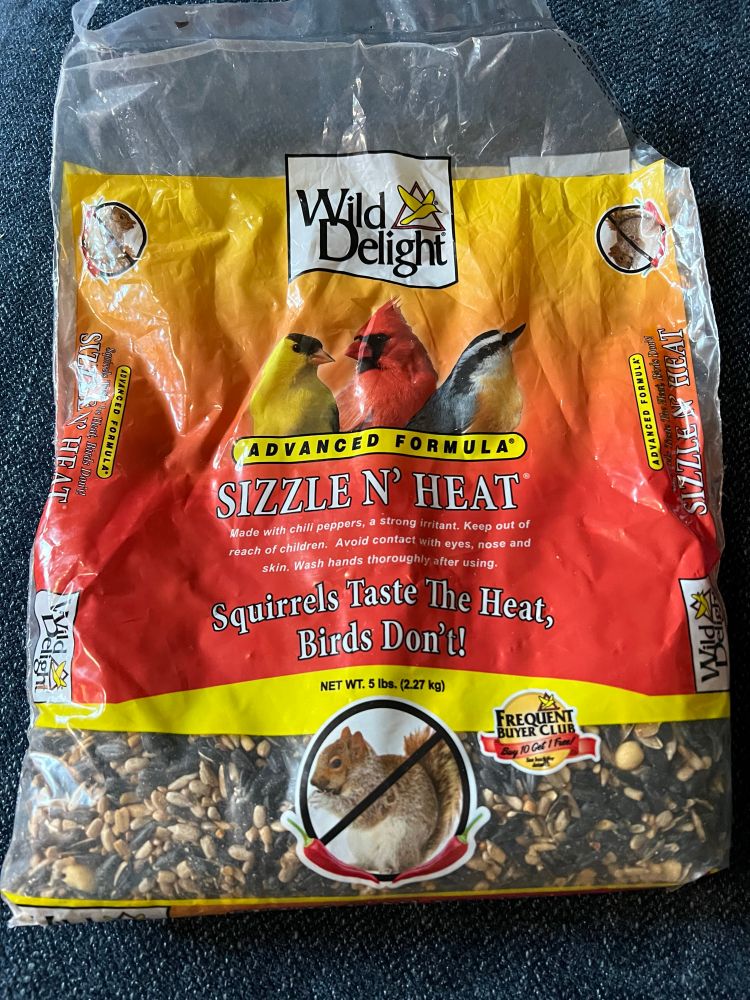 Wild
Delight®
ADVANCED FORMULA®
SIZZLE N' HEAT®
Made with chili peppers, a strong irritant. Keep out of
reach of children. Avoid contact with eyes, nose and
skin. Wash hands thoroughly after using.
Squirrels Taste The Heat,
Birds Don't!
NET WT. 5 lbs. (2.27 kg)
FREQUENT
BUYER CLUB
Buy 10 Get 1 Free!
ADVANCED FORMULA®
SIZZLE N' HEAT
Wild
Delight
ADVANCED FORMULA®
SIZZLE N' HEAT
Wild
Delight